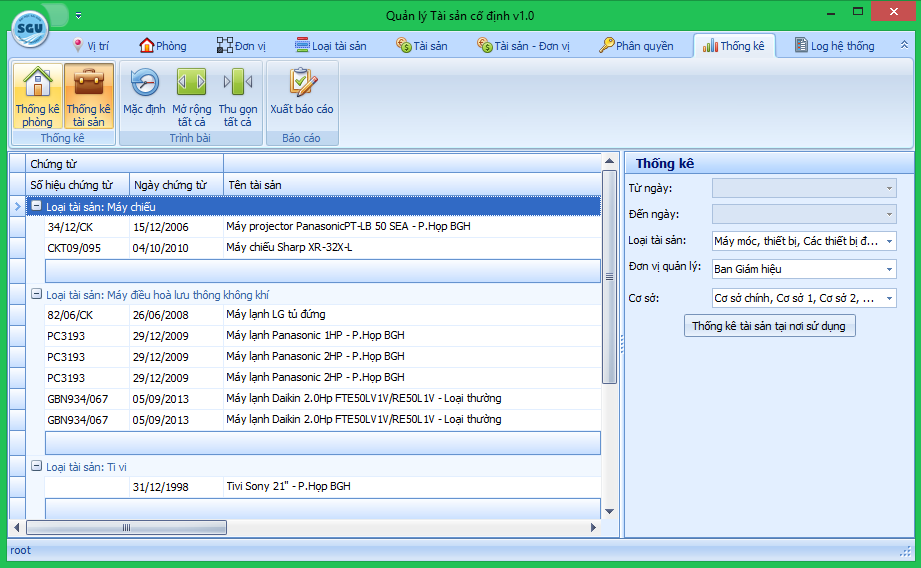 Quản lý Tài sản cố định v1.0
SGU
Vị trí Phòng Đơn vị Loại tài sản Tài sản Tài sản - Đơn vị Phân quyền Thống kê Log hệ thống
Thống kê phòng
Thống kê tài sản
Mặc định
Mở rộng tất cả
Thu gọn tất cả
Xuất báo cáo
Thống kê Trình bài Báo cáo
Chứng từ
Số hiệu chứng từ Ngày chứng từ Tên tài sản
Loại tài sản: Máy chiếu
34/12/CK 15/12/2006 Máy projector PanasonicPT-LB 50 SEA - P.Họp BGH
CKT09/095 04/10/2010 Máy chiếu Sharp XR-32X-L
Loại tài sản: Máy điều hoà lưu thông không khí
82/06/CK 26/06/2008 Máy lạnh LG tủ đứng
PC3193 29/12/2009 Máy lạnh Panasonic 1HP - P.Họp BGH
PC3193 29/12/2009 Máy lạnh Panasonic 2HP - P.Họp BGH
PC3193 29/12/2009 Máy lạnh Panasonic 2HP - P.Họp BGH
GBN934/067 05/09/2013 Máy lạnh Daikin 2.0Hp FTE50LV1V/RE50L1V - Loại thường
GBN934/067 05/09/2013 Máy lạnh Daikin 2.0Hp FTE50LV1V/RE50L1V - Loại thường
Loại tài sản: Ti vi
31/12/1998 Tivi Sony 21" - P.Họp BGH
Thống kê
Từ ngày:
Đến ngày:
Loại tài sản: Máy móc, thiết bị, Các thiết bị đ...
Đơn vị quản lý: Ban Giám hiệu
Cơ sở: Cơ sở chính, Cơ sở 1, Cơ sở 2, ...
Thống kê tài sản tại nơi sử dụng
root